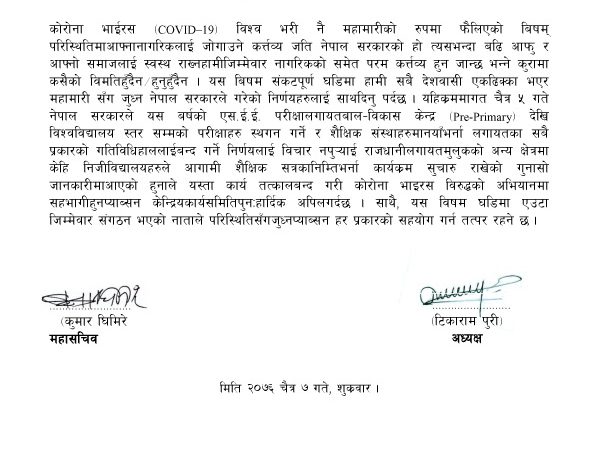 कोरोना भाईरस (COVID–19) विश्व भरी नै महामारीको रुपमा फैलिएको बिषम्
परिस्थितिमाआफ्नानागरिकलाई जोगाउने कर्त्तव्य जति नेपाल सरकारको हो त्यसभन्दा बढि आफु र
आफ्नो समाजलाई स्वस्थ राख्नहामीजिम्मेवार नागरिकको समेत परम कर्त्तव्य हुन जान्छ भन्ने कुरामा
कसैको विमतिहुँदैन/हुनुहुँदैन । यस बिषम संकटपूर्ण घडिमा हामी सबै देशवासी एकढिक्का भएर
महामारी सँग जुध्न नेपाल सरकारले गरेको निर्णयहरुलाई साथदिनु पर्दछ । यहिक्रममागत चैत्र ५ गते
नेपाल सरकारले यस बर्षको एस.ई.ई. परीक्षालगायतबाल-विकास केन्द्र (Pre-Primary) देखि
विश्वविद्यालय स्तर सम्मको परीक्षाहरु स्थगन गर्ने र शैक्षिक संस्थाहरुमानयाँभर्ना लगायतका सबै
प्रकारको गतिविधिहाललाईबन्द गर्ने निर्णयलाई विचार नपुऱ्याई राजधानीलगायतमुलुकको अन्य क्षेत्रमा
केहि निजीविद्यालयहरुले आगामी शैक्षिक सत्रकानिम्तिभर्ना कार्यक्रम सुचारु राखेको गुनासो
जानकारीमाआएको हुनाले यस्ता कार्य तत्कालबन्द गरी कोरोना भाइरस विरुद्धको अभियानमा
सहभागीहुनप्याब्सन केन्द्रियकार्यसमितिपुन:हार्दिक अपिलगर्दछ । साथै, यस विषम घडिमा एउटा
जिम्मेवार संगठन भएको नाताले परिस्थितिसँगजुध्नप्याब्सन हर प्रकारको सहयोग गर्न तत्पर रहने छ ।
(कुमार घिमिरे) (टिकाराम पुरी)
महासचिव अध्यक्ष
मिति २०७६ चैत्र ७ गते, शुक्रवार ।